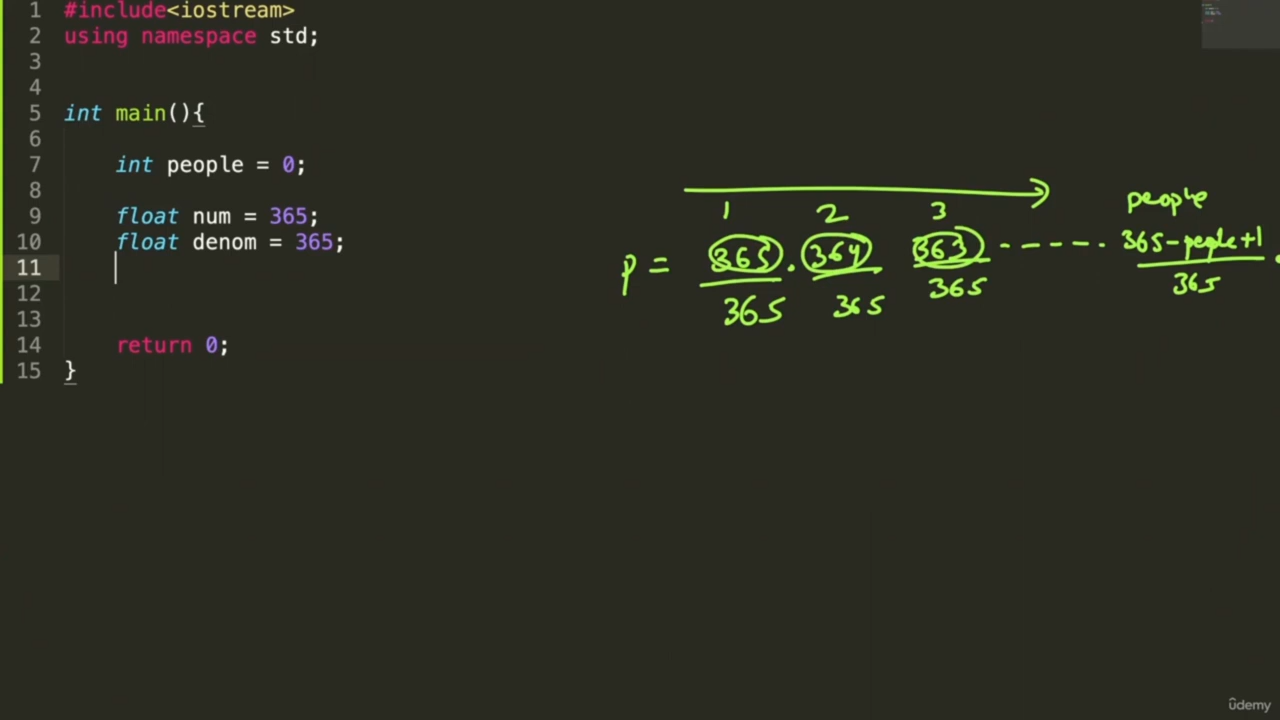 1 #include<iostream>
2 using namespace std;
3
4
5 int main(){
6
7 int people = 0;
8
9 float num = 365;
10 float denom = 365;
11
12
13
14 return 0;
15 }
1 2 3 people
P = 365/365 . 364/365 363/365 ------ 365-people+1/365 .
ûdemy